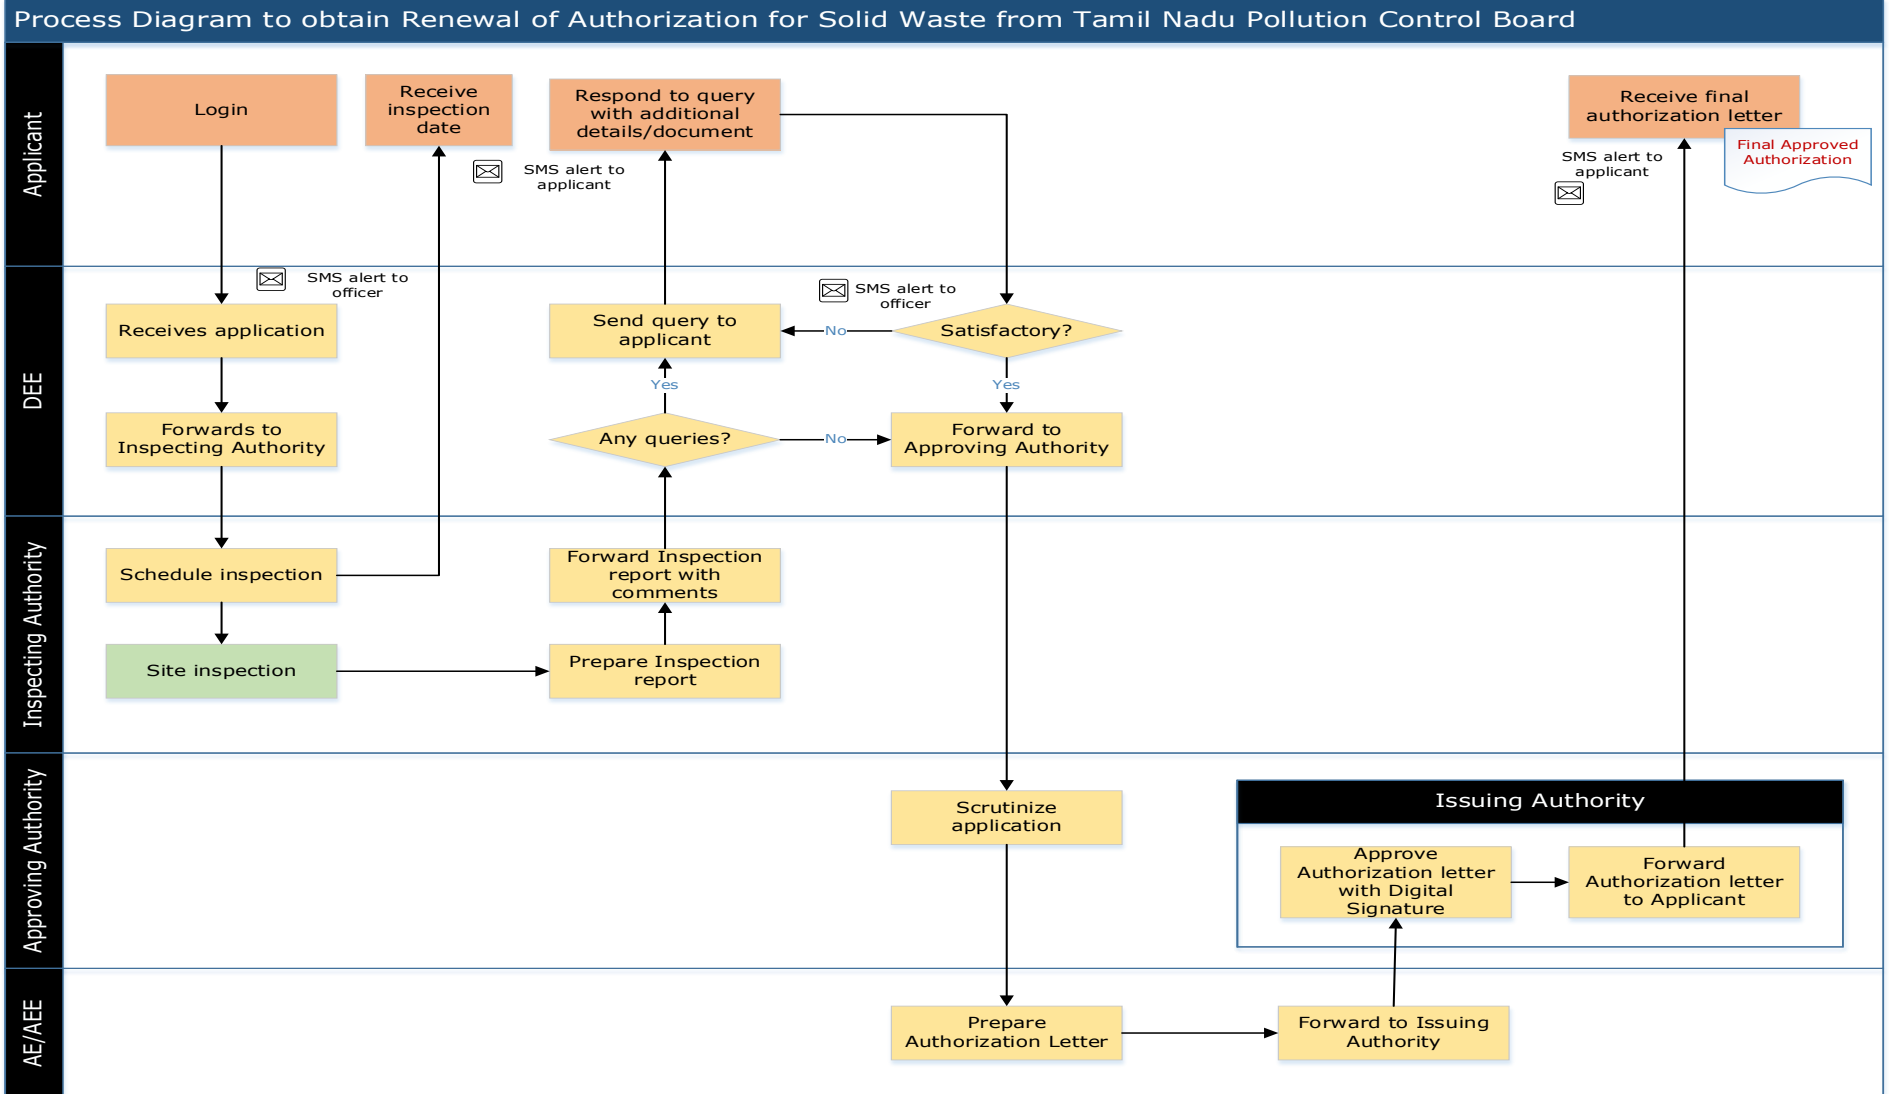 Process Diagram to obtain Renewal of Authorization for Solid Waste from Tamil Nadu Pollution Control Board
Applicant
Login
Receive
inspection
date
Respond to query
with additional
details/document
Receive final
authorization letter
Final Approved
Authorization
SMS alert to
applicant
SMS alert to
applicant
DEE
SMS alert to
officer
SMS alert to
officer
Receives application
Send query to
applicant
No
Satisfactory?
Yes
Yes
Forwards to
Inspecting Authority
Any queries?
No
Forward to
Approving Authority
Inspecting Authority
Schedule inspection
Forward Inspection
report with
comments
Site inspection
Prepare Inspection
report
Approving Authority
Scrutinize
application
Issuing Authority
Approve
Authorization letter
with Digital
Signature
Forward
Authorization letter
to Applicant
AE/AEE
Prepare
Authorization Letter
Forward to Issuing
Authority